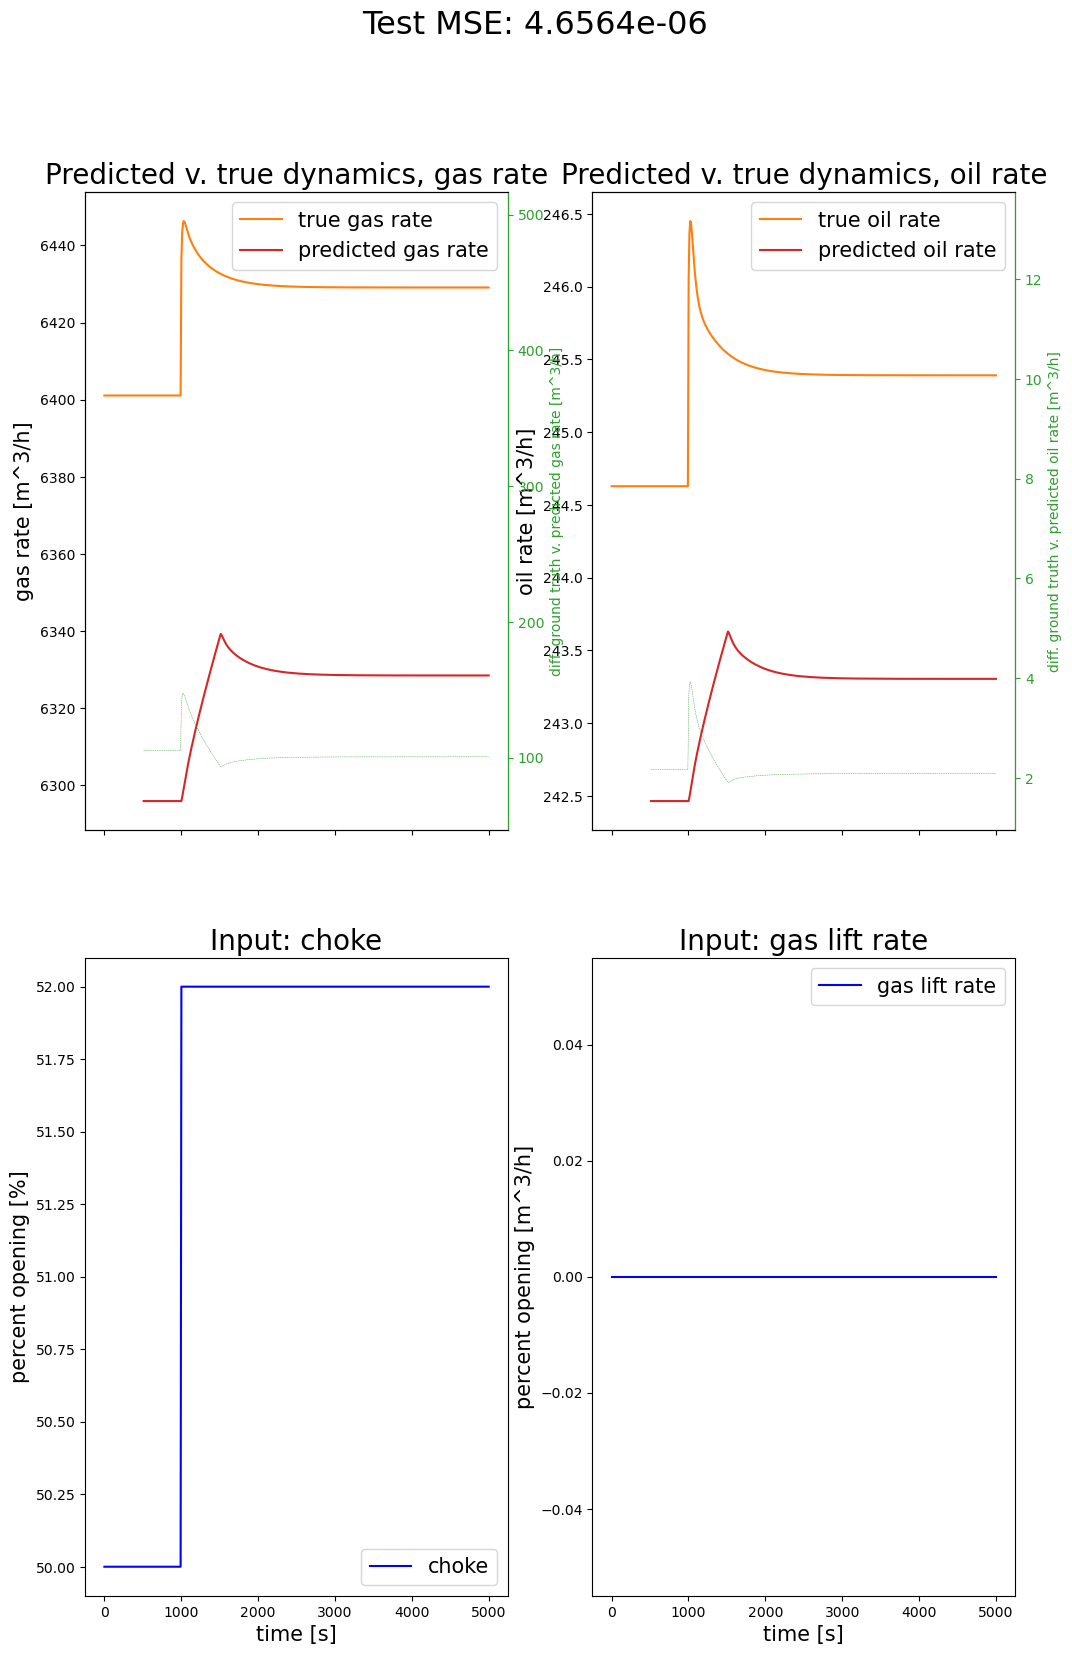 Test MSE: 4.6564e-06
Predicted v. true dynamics, gas rate
true gas rate
predicted gas rate
gas rate [m^3/h]
6440
6420
6400
6380
6360
6340
6320
6300
500
400
300
200
100
diff. ground truth v. predicted gas rate [m^3/h]
Predicted v. true dynamics, oil rate
true oil rate
predicted oil rate
oil rate [m^3/h]
246.5
246.0
245.5
245.0
244.5
244.0
243.5
243.0
242.5
12
10
8
6
4
2
diff. ground truth v. predicted oil rate [m^3/h]
Input: choke
percent opening [%]
52.00
51.75
51.50
51.25
51.00
50.75
50.50
50.25
50.00
choke
0 1000 2000 3000 4000 5000
time [s]
Input: gas lift rate
gas lift rate
percent opening [m^3/h]
0.04
0.02
0.00
−0.02
−0.04
0 1000 2000 3000 4000 5000
time [s]